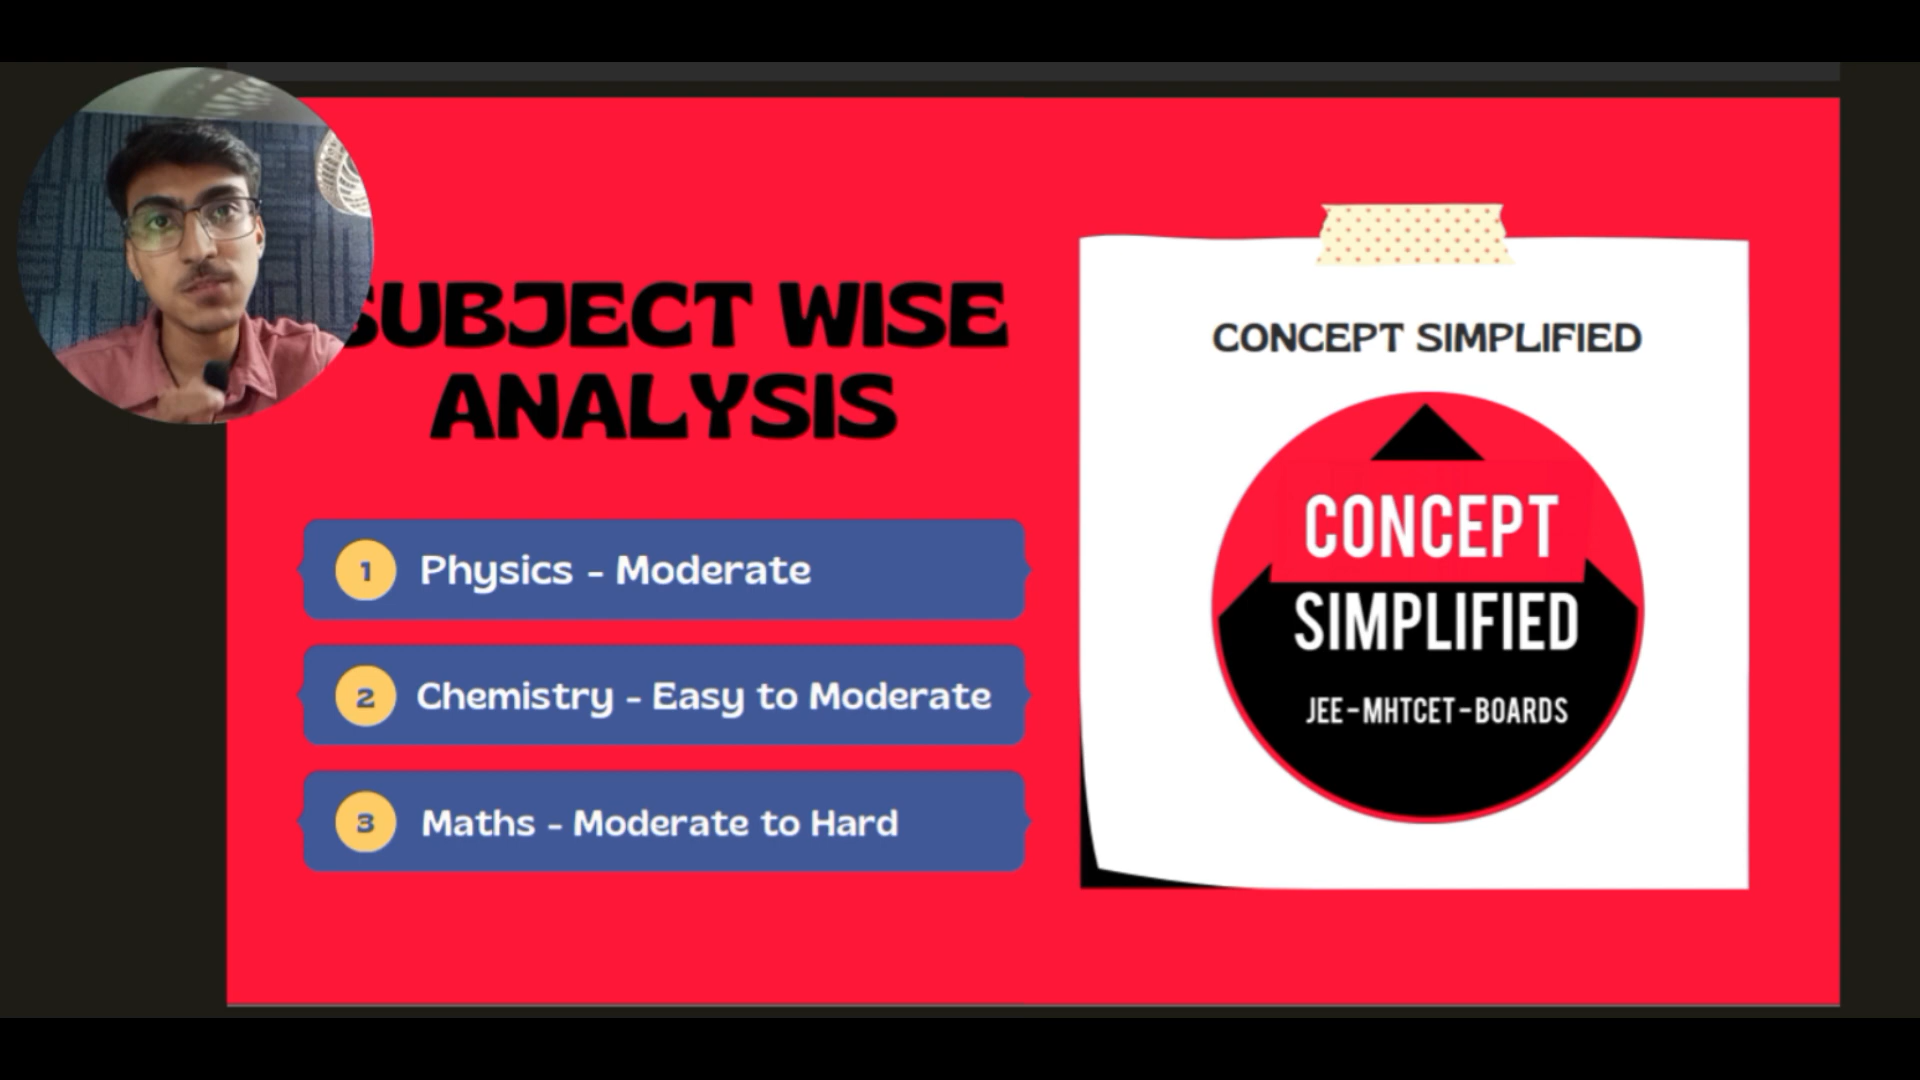 SUBJECT WISE
ANALYSIS
1 Physics - Moderate
2 Chemistry - Easy to Moderate
3 Maths - Moderate to Hard
CONCEPT SIMPLIFIED
CONCEPT
SIMPLIFIED
JEE-MHTCET-BOARDS